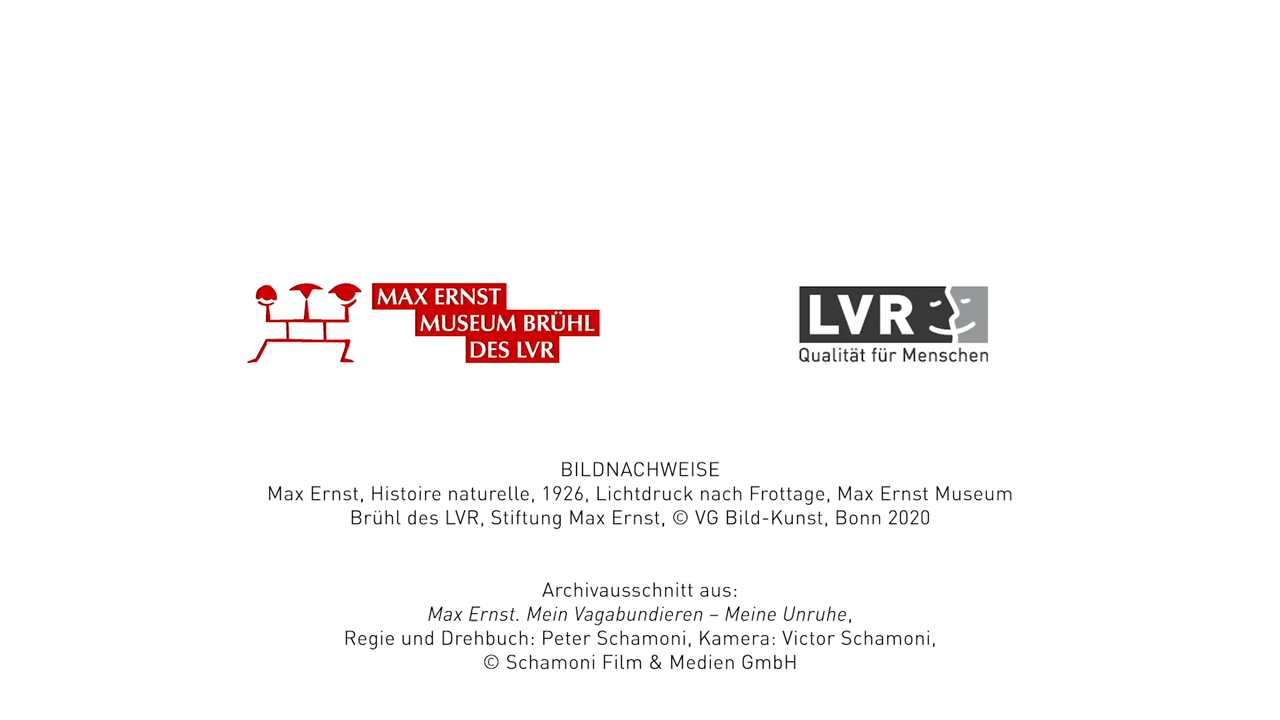 MAX ERNST
MUSEUM BRÜHL
DES LVR
LVR
Qualität für Menschen
BILDNACHWEISE
Max Ernst, Histoire naturelle, 1926, Lichtdruck nach Frottage, Max Ernst Museum
Brühl des LVR, Stiftung Max Ernst, © VG Bild-Kunst, Bonn 2020
Archivausschnitt aus:
Max Ernst. Mein Vagabundieren – Meine Unruhe,
Regie und Drehbuch: Peter Schamoni, Kamera: Victor Schamoni,
© Schamoni Film & Medien GmbH